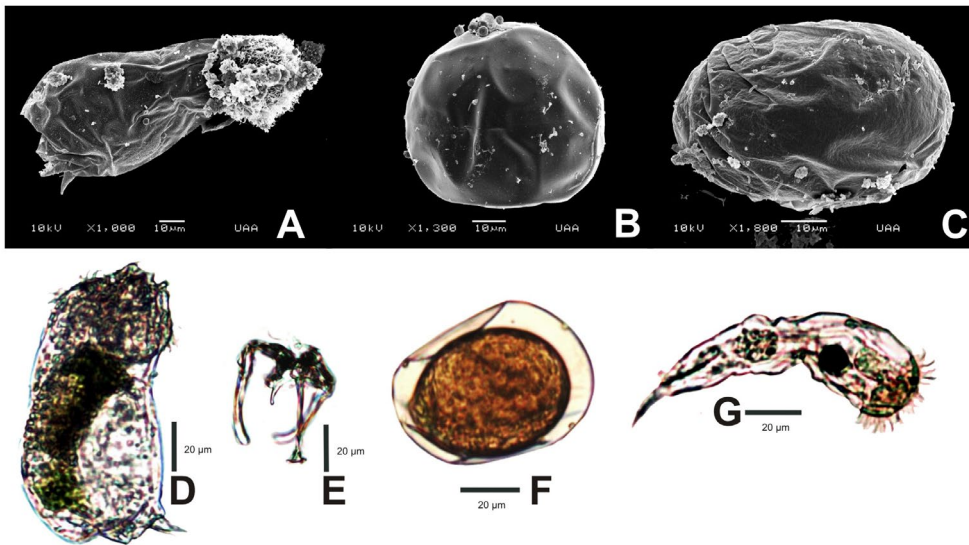 10kV X1,000 10µm UAA A
10kV X1,300 10µm UAA B
10kV X1,800 10µm UAA C
20 µm D
20 µm E
20 µm F
20 µm G